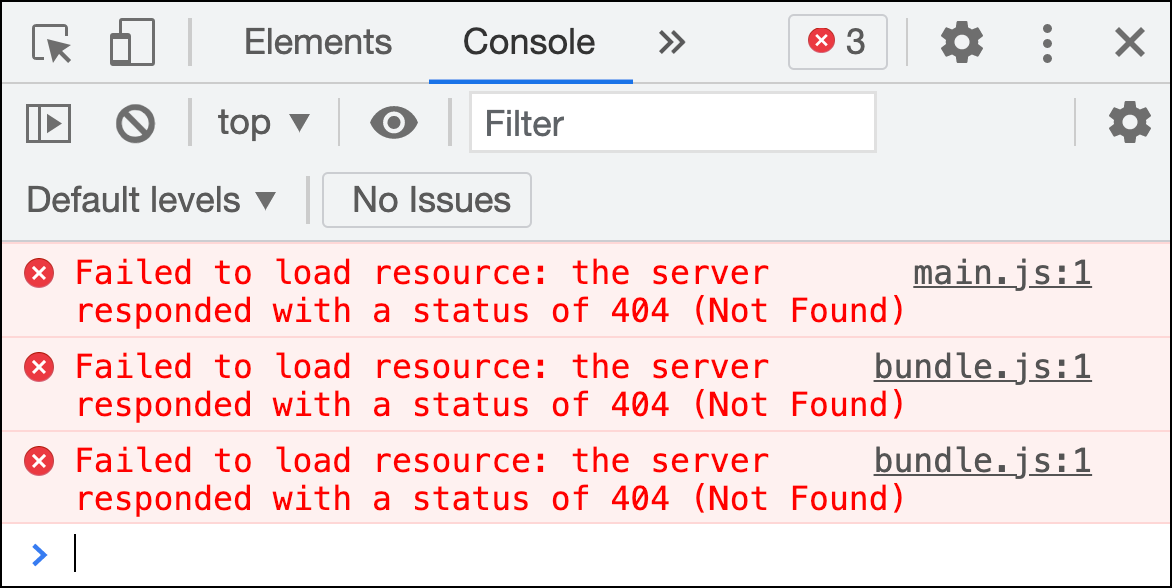 Elements Console » 3
top ▼ Filter
Default levels ▼ No Issues
Failed to load resource: the server main.js:1
responded with a status of 404 (Not Found)
Failed to load resource: the server bundle.js:1
responded with a status of 404 (Not Found)
Failed to load resource: the server bundle.js:1
responded with a status of 404 (Not Found)